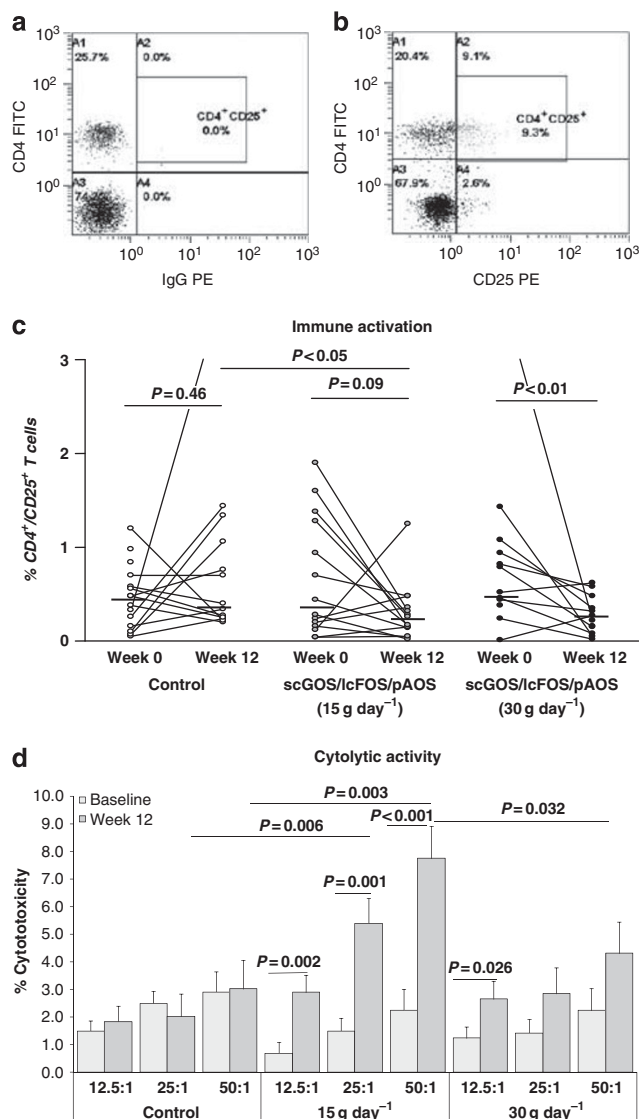 a
b
10³
10²
10¹
10⁰
CD4 FITC
A1
25.7%
A2
0.0%
CD4⁺CD25⁺
0.0%
A3
A4
0.0%
10⁰ 10¹ 10² 10³
IgG PE
10³
10²
10¹
10⁰
CD4 FITC
A1
20.4%
A2
9.1%
CD4⁺CD25⁺
9.3%
A3
67.9%
A4
2.6%
10⁰ 10¹ 10² 10³
CD25 PE
c
Immune activation
% CD4⁺/CD25⁺ T cells
3
2
1
0
P=0.46
P<0.05
P=0.09
P<0.01
Week 0 Week 12 Week 0 Week 12 Week 0 Week 12
Control scGOS/lcFOS/pAOS scGOS/lcFOS/pAOS
(15 g day⁻¹) (30 g day⁻¹)
d
Cytolytic activity
% Cytototoxicity
10.0
9.0
8.0
7.0
6.0
5.0
4.0
3.0
2.0
1.0
0.0
Baseline
Week 12
P=0.003
P=0.006
P<0.001
P=0.032
P=0.001
P=0.002
P=0.026
12.5:1 25:1 50:1 12.5:1 25:1 50:1 12.5:1 25:1 50:1
Control 15 g day⁻¹ 30 g day⁻¹